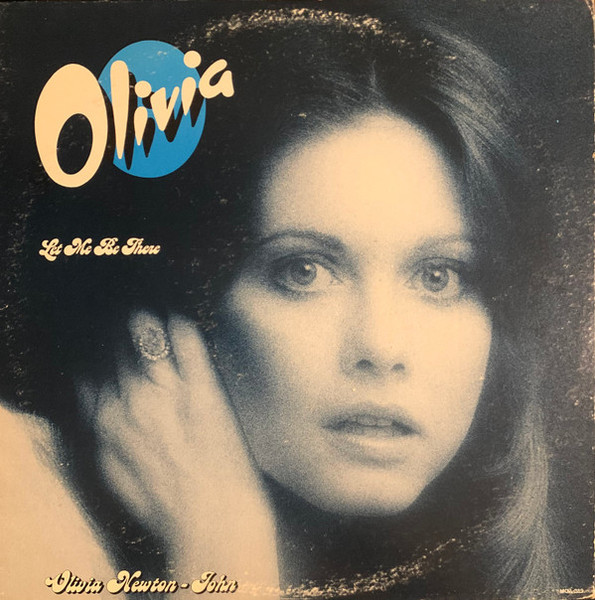 Olivia
Let Me Be There
Olivia Newton - John